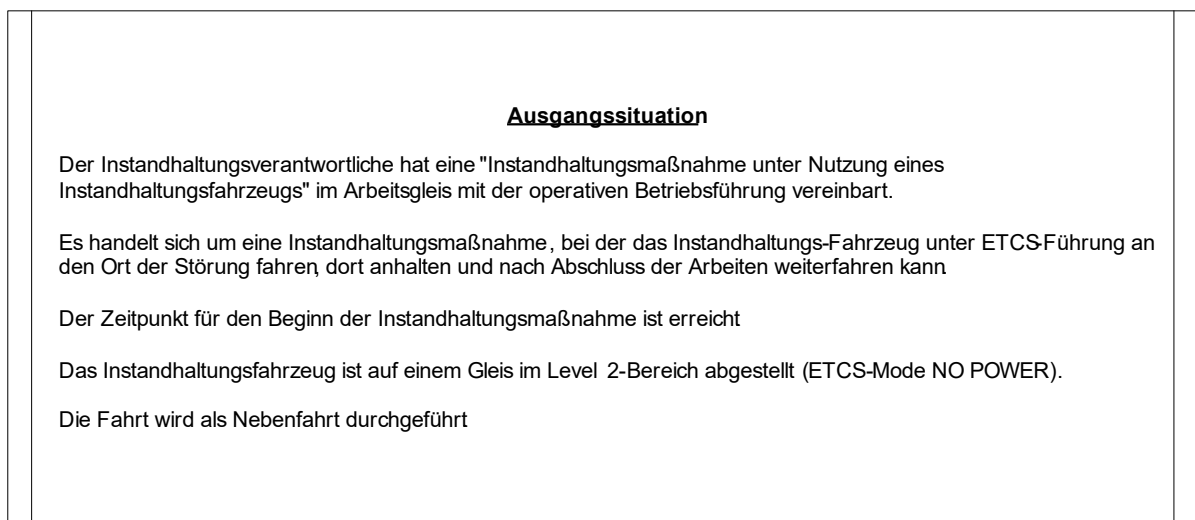 Ausgangssituation
Der Instandhaltungsverantwortliche hat eine "Instandhaltungsmaßnahme unter Nutzung eines
Instandhaltungsfahrzeugs" im Arbeitsgleis mit der operativen Betriebsführung vereinbart.
Es handelt sich um eine Instandhaltungsmaßnahme, bei der das Instandhaltungs-Fahrzeug unter ETCS-Führung an
den Ort der Störung fahren, dort anhalten und nach Abschluss der Arbeiten weiterfahren kann.
Der Zeitpunkt für den Beginn der Instandhaltungsmaßnahme ist erreicht
Das Instandhaltungsfahrzeug ist auf einem Gleis im Level 2-Bereich abgestellt (ETCS-Mode NO POWER).
Die Fahrt wird als Nebenfahrt durchgeführt.